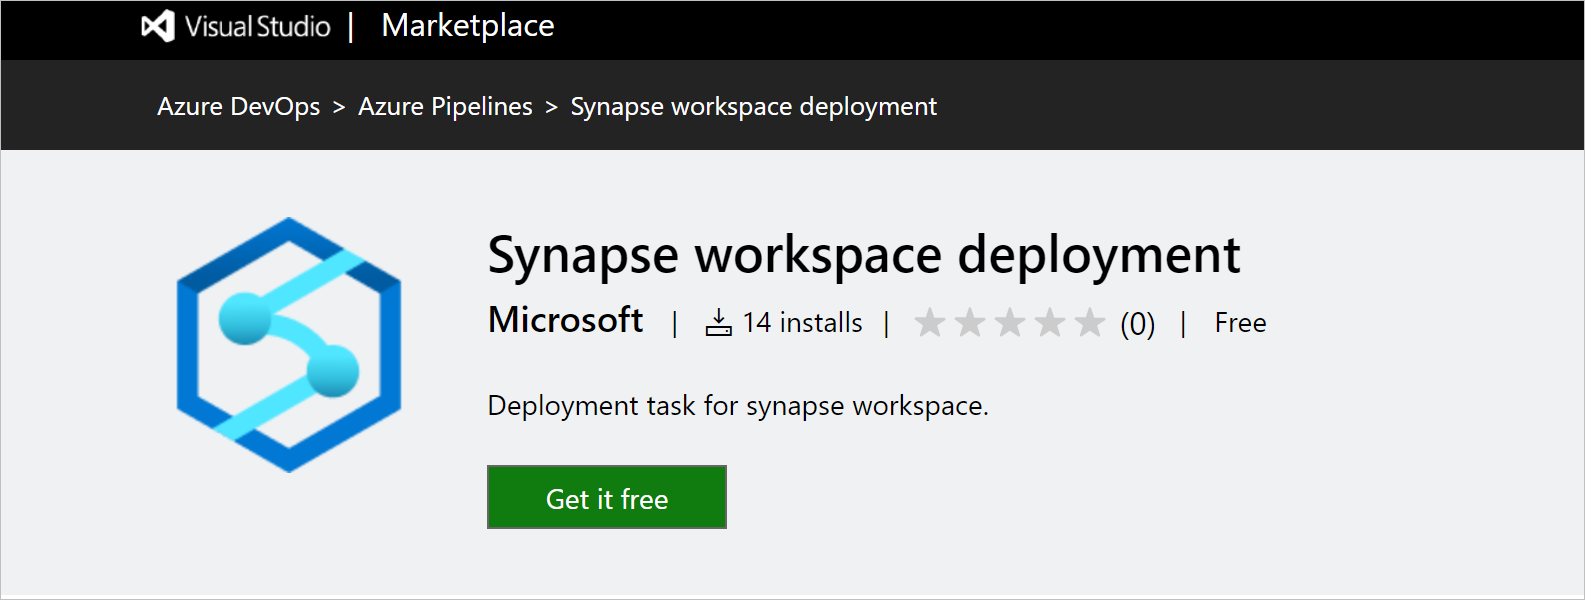 Visual Studio | Marketplace
Azure DevOps > Azure Pipelines > Synapse workspace deployment
Synapse workspace deployment
Microsoft | 14 installs | (0) | Free
Deployment task for synapse workspace.
Get it free